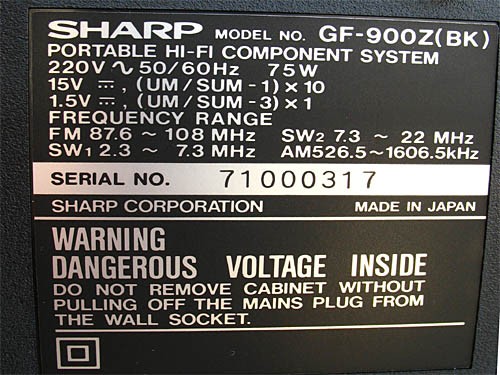 SHARP MODEL NO. GF-900Z(BK)
PORTABLE HI-FI COMPONENT SYSTEM
220V ∿ 50/60Hz 75W
15V ⎓, (UM/SUM-1)×10
1.5V ⎓, (UM/SUM-3)×1
FREQUENCY RANGE
FM 87.6 ~ 108 MHz SW2 7.3 ~ 22 MHz
SW1 2.3 ~ 7.3 MHz AM526.5~1606.5kHz
SERIAL NO. 71000317
SHARP CORPORATION MADE IN JAPAN
WARNING
DANGEROUS VOLTAGE INSIDE
DO NOT REMOVE CABINET WITHOUT
PULLING OFF THE MAINS PLUG FROM
THE WALL SOCKET.